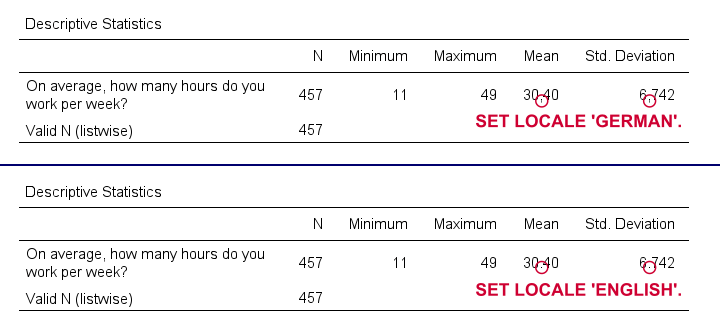 Descriptive Statistics
N Minimum Maximum Mean Std. Deviation
On average, how many hours do you
work per week? 457 11 49 30,40 6,742
Valid N (listwise) 457
SET LOCALE 'GERMAN'.
Descriptive Statistics
N Minimum Maximum Mean Std. Deviation
On average, how many hours do you
work per week? 457 11 49 30.40 6.742
Valid N (listwise) 457
SET LOCALE 'ENGLISH'.